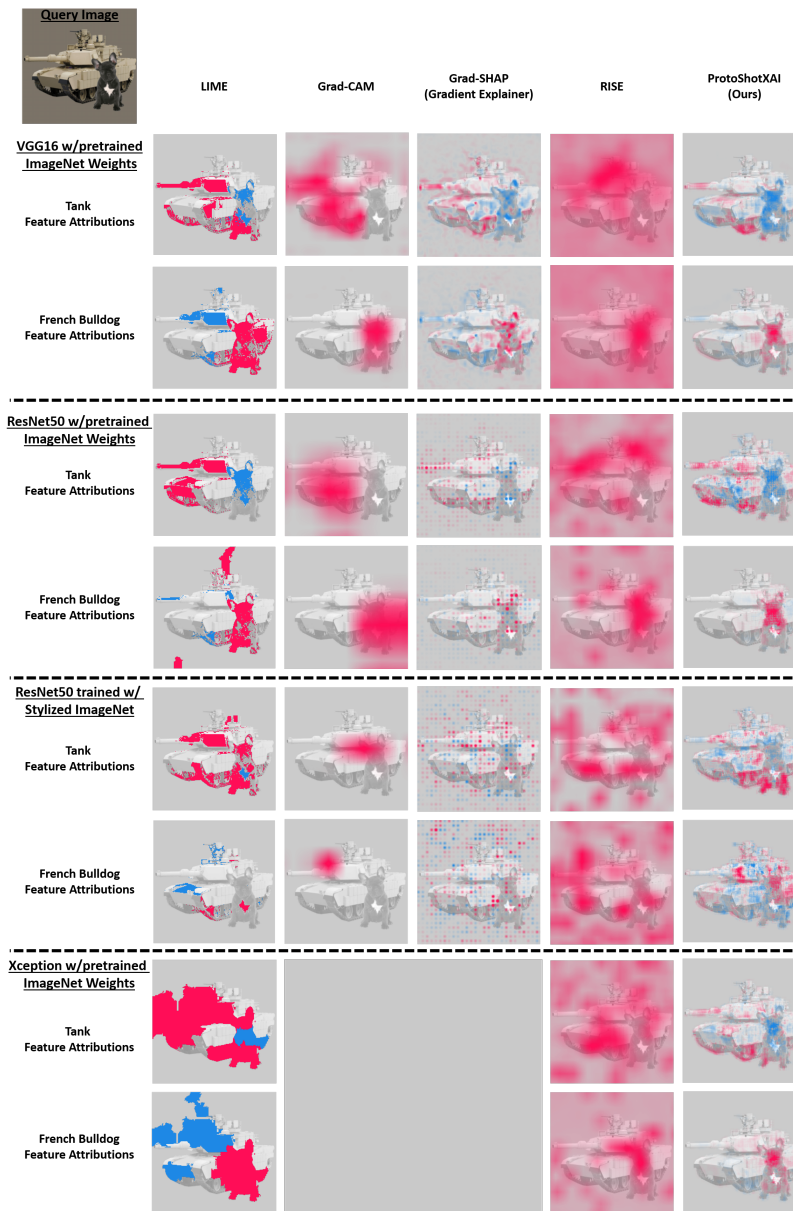 Query Image
LIME
Grad-CAM
Grad-SHAP
(Gradient Explainer)
RISE
ProtoShotXAI
(Ours)
VGG16 w/pretrained
ImageNet Weights
Tank
Feature Attributions
French Bulldog
Feature Attributions
ResNet50 w/pretrained
ImageNet Weights
Tank
Feature Attributions
French Bulldog
Feature Attributions
ResNet50 trained w/
Stylized ImageNet
Tank
Feature Attributions
French Bulldog
Feature Attributions
Xception w/pretrained
ImageNet Weights
Tank
Feature Attributions
French Bulldog
Feature Attributions